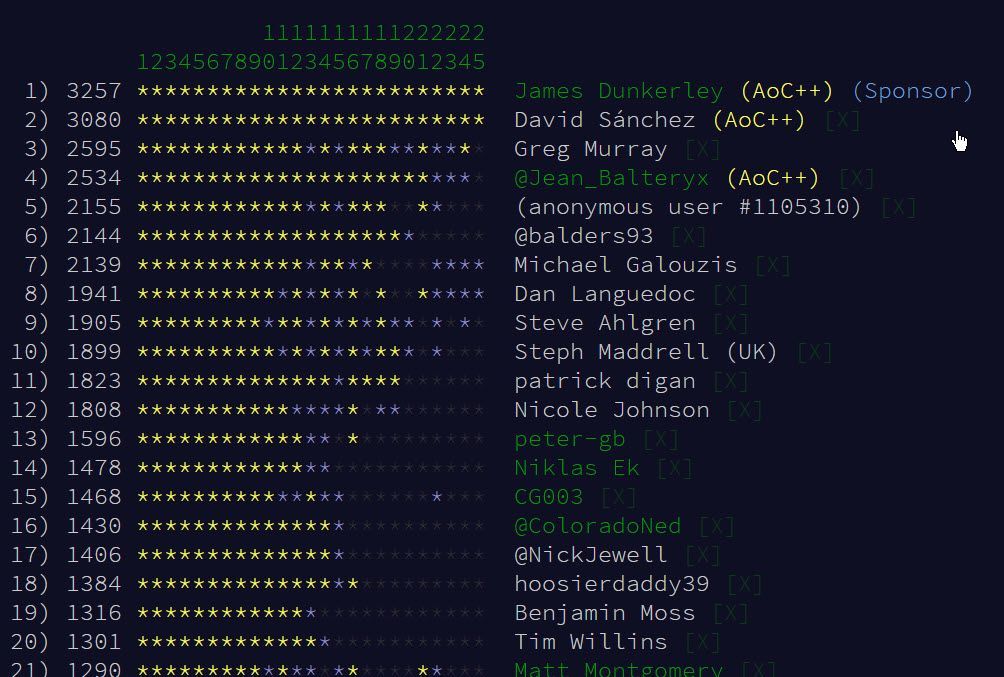 1111111111222222
1234567890123456789012345
1) 3257 ************************* James Dunkerley (AoC++) (Sponsor)
2) 3080 ************************* David Sánchez (AoC++) [X]
3) 2595 ************************* Greg Murray [X]
4) 2534 ************************* @Jean_Balteryx (AoC++) [X]
5) 2155 ************************* (anonymous user #1105310) [X]
6) 2144 ************************* @balders93 [X]
7) 2139 ************************* Michael Galouzis [X]
8) 1941 ************************* Dan Languedoc [X]
9) 1905 ************************* Steve Ahlgren [X]
10) 1899 ************************* Steph Maddrell (UK) [X]
11) 1823 ************************* patrick digan [X]
12) 1808 ************************* Nicole Johnson [X]
13) 1596 ************************* peter-gb [X]
14) 1478 ************************* Niklas Ek [X]
15) 1468 ************************* CG003 [X]
16) 1430 ************************* @ColoradoNed [X]
17) 1406 ************************* @NickJewell [X]
18) 1384 ************************* hoosierdaddy39 [X]
19) 1316 ************************* Benjamin Moss [X]
20) 1301 ************************* Tim Willins [X]
21) 1290 ************************* Matt Montgomery [X]